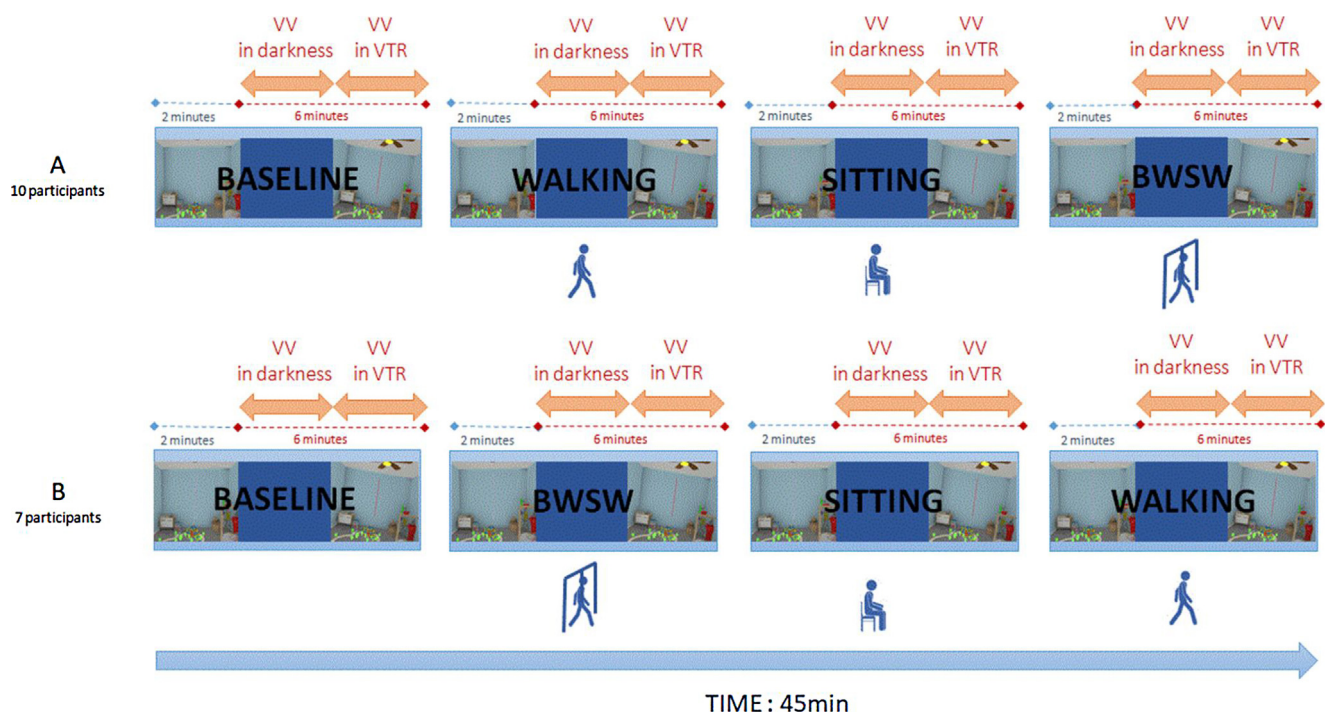 VV
in darkness
VV
in VTR
VV
in darkness
VV
in VTR
VV
in darkness
VV
in VTR
VV
in darkness
VV
in VTR
2 minutes
6 minutes
2 minutes
6 minutes
2 minutes
6 minutes
2 minutes
6 minutes
A
10 participants
BASELINE
WALKING
SITTING
BWSW
VV
in darkness
VV
in VTR
VV
in darkness
VV
in VTR
VV
in darkness
VV
in VTR
VV
in darkness
VV
in VTR
2 minutes
6 minutes
2 minutes
6 minutes
2 minutes
6 minutes
2 minutes
6 minutes
B
7 participants
BASELINE
BWSW
SITTING
WALKING
TIME : 45min